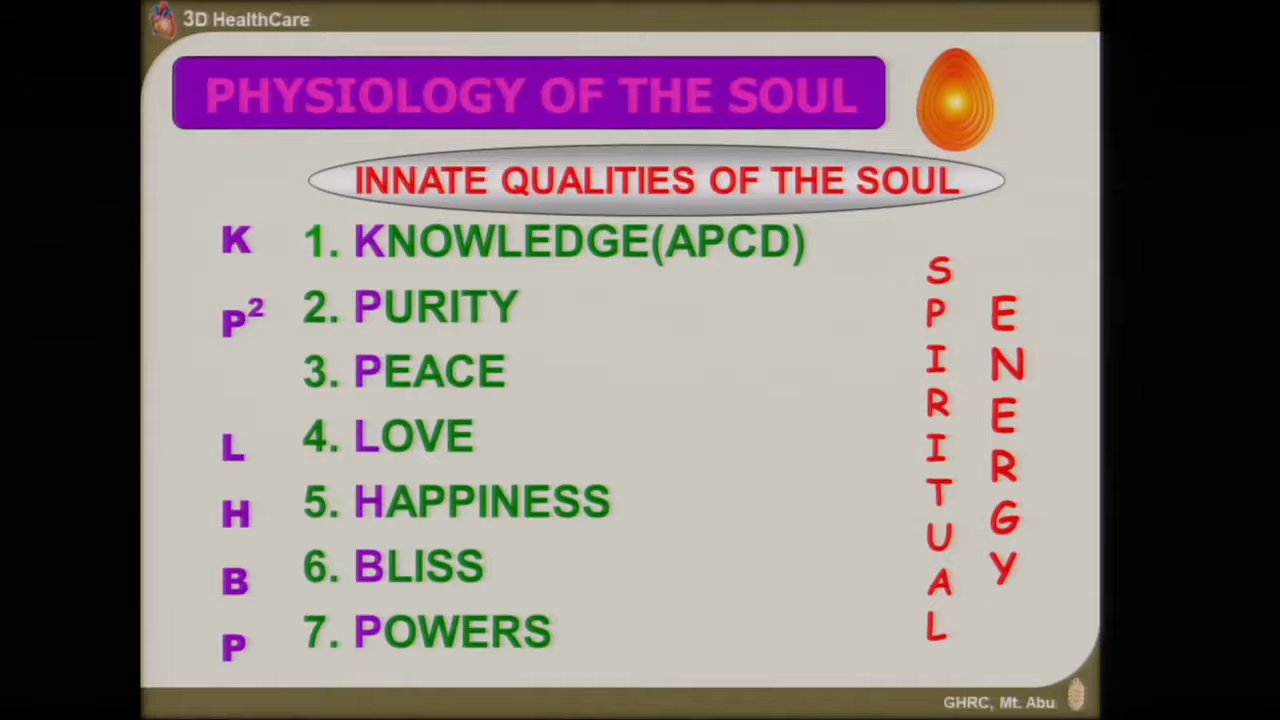 3D HealthCare
PHYSIOLOGY OF THE SOUL
INNATE QUALITIES OF THE SOUL
K 1. KNOWLEDGE(APCD)
P² 2. PURITY
3. PEACE
L 4. LOVE
H 5. HAPPINESS
B 6. BLISS
P 7. POWERS
SPIRITUAL
ENERGY
GHRC, Mt. Abu